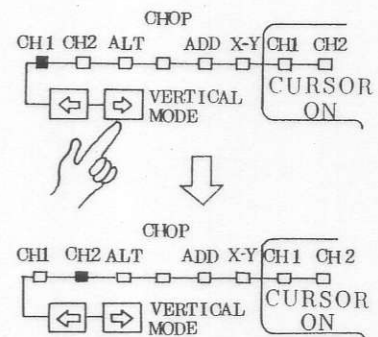 CHOP
CH1 CH2 ALT ADD X-Y CH1 CH2
CURSOR
VERTICAL ON
MODE
CHOP
CH1 CH2 ALT ADD X-Y CH1 CH2
CURSOR
VERTICAL ON
MODE